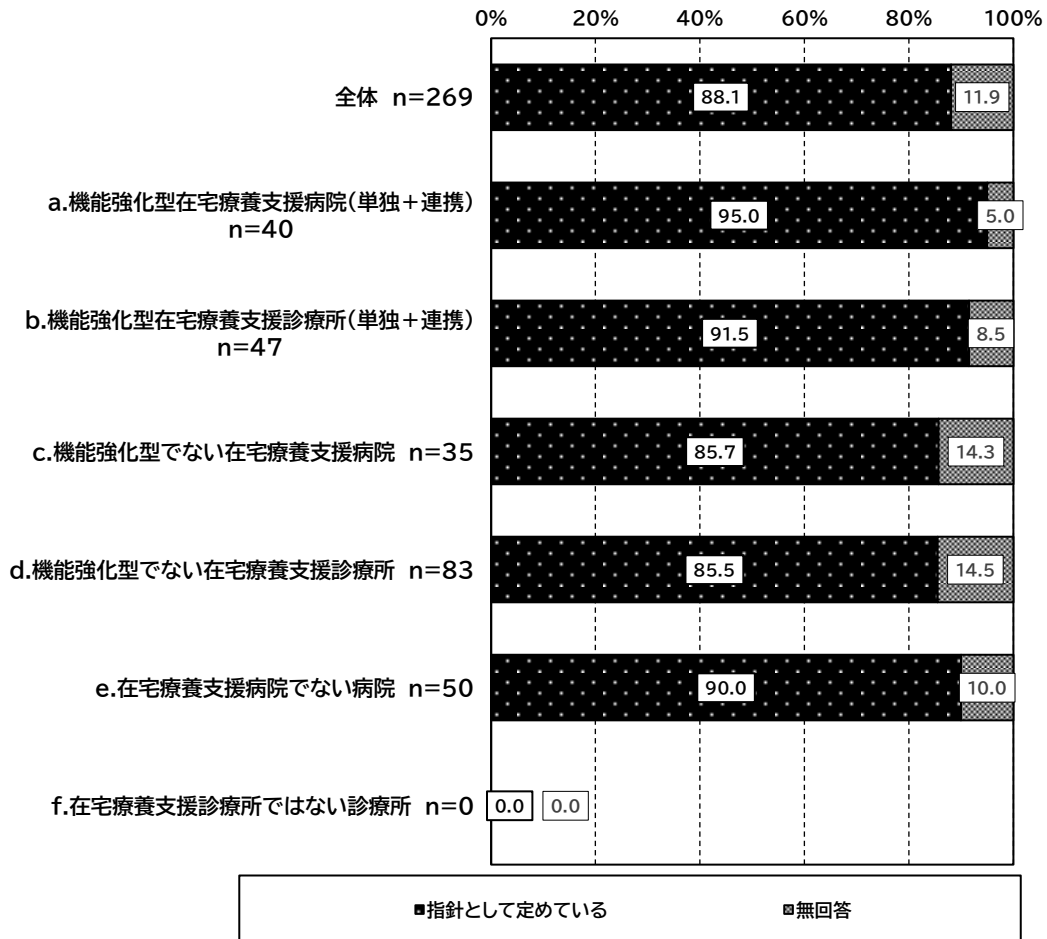 0% 20% 40% 60% 80% 100%
全体 n=269
88.1 11.9
a.機能強化型在宅療養支援病院(単独＋連携)
n=40
95.0 5.0
b.機能強化型在宅療養支援診療所(単独＋連携)
n=47
91.5 8.5
c.機能強化型でない在宅療養支援病院 n=35
85.7 14.3
d.機能強化型でない在宅療養支援診療所 n=83
85.5 14.5
e.在宅療養支援病院でない病院 n=50
90.0 10.0
f.在宅療養支援診療所ではない診療所 n=0
0.0 0.0
指針として定めている 無回答